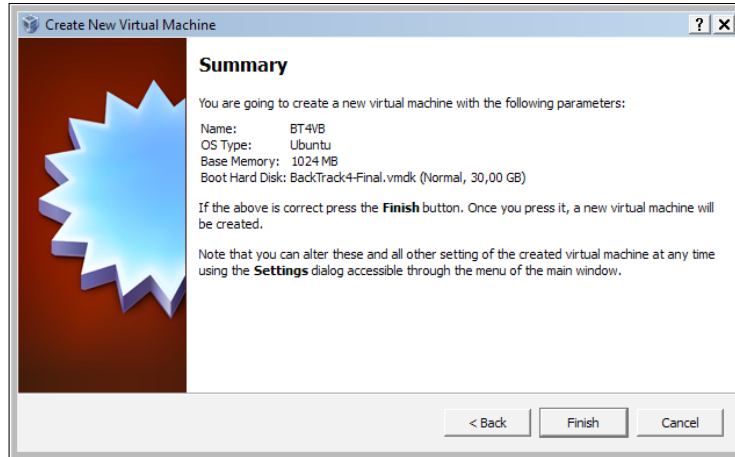 Create New Virtual Machine
Summary
You are going to create a new virtual machine with the following parameters:
Name: BT4VB
OS Type: Ubuntu
Base Memory: 1024 MB
Boot Hard Disk: BackTrack4-Final.vmdk (Normal, 30,00 GB)
If the above is correct press the Finish button. Once you press it, a new virtual machine will
be created.
Note that you can alter these and all other setting of the created virtual machine at any time
using the Settings dialog accessible through the menu of the main window.
< Back Finish Cancel